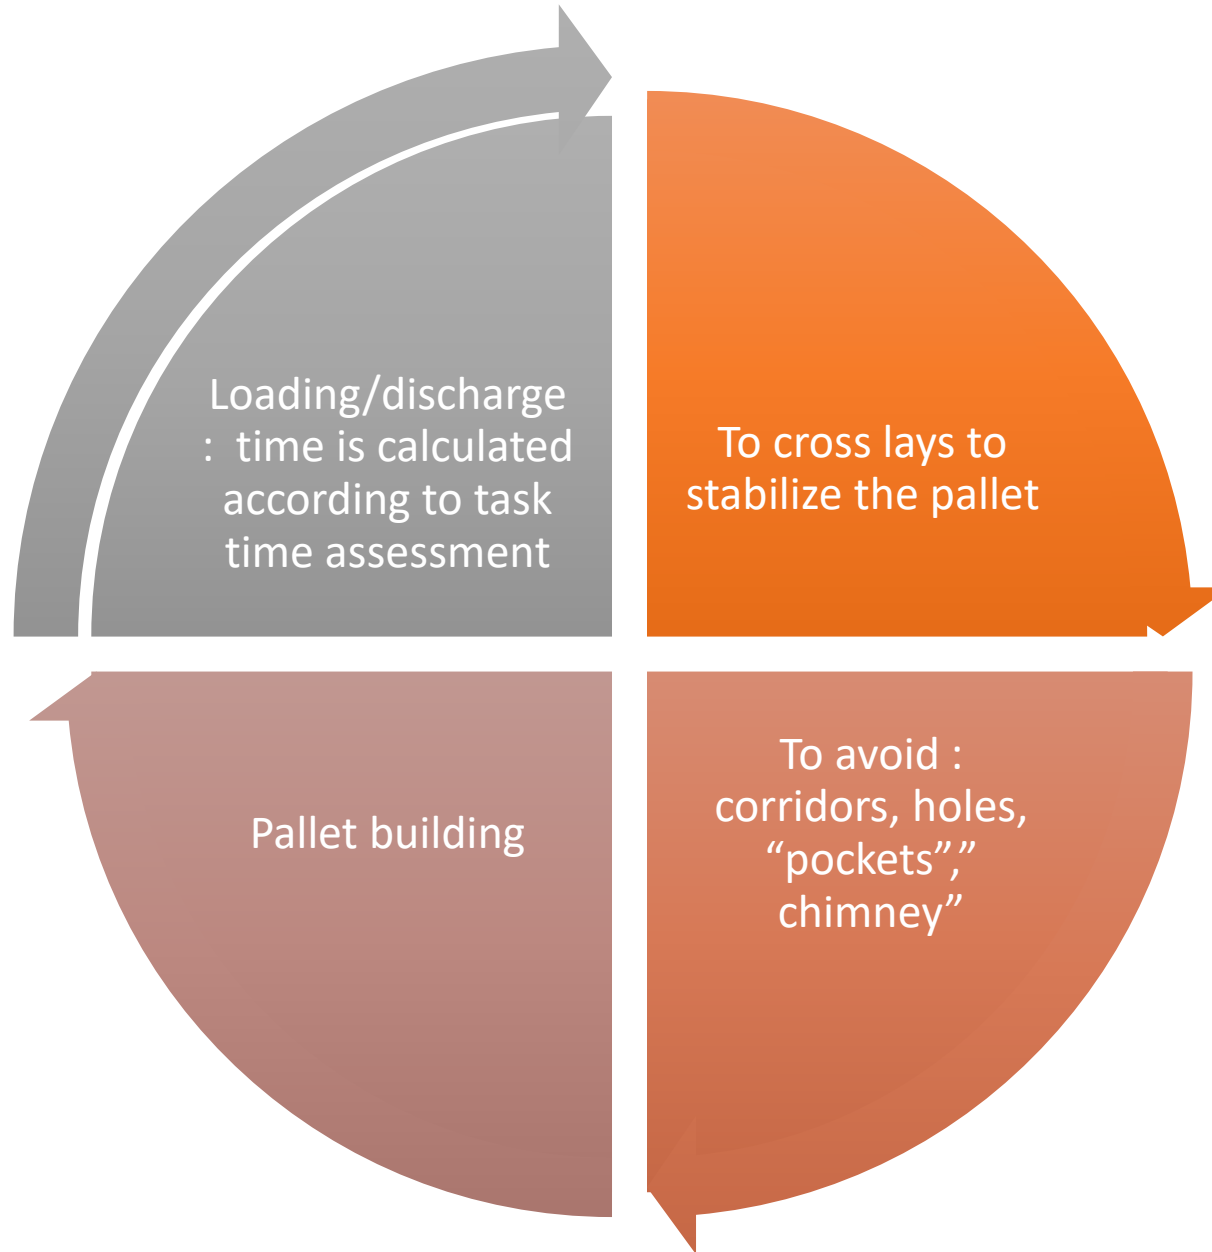 Loading/discharge
: time is calculated
according to task
time assessment
To cross lays to
stabilize the pallet
To avoid :
corridors, holes,
“pockets”,”
chimney”
Pallet building